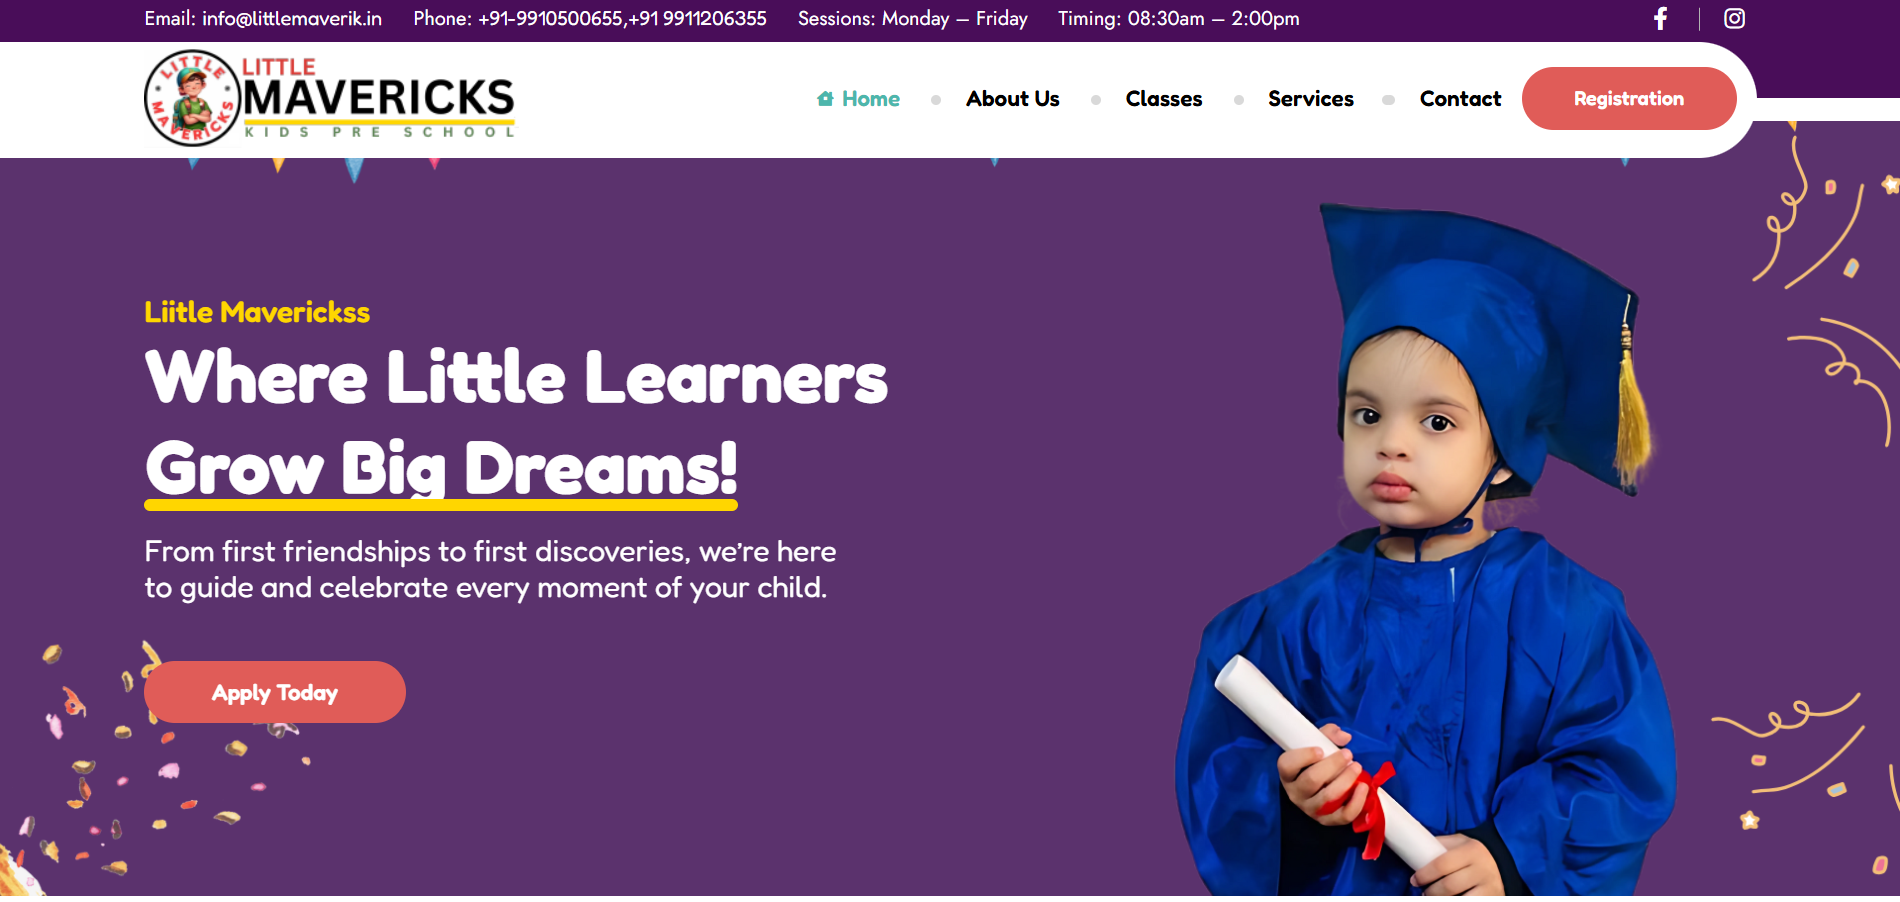 Email: info@littlemaverik.in Phone: +91-9910500655,+91 9911206355 Sessions: Monday – Friday Timing: 08:30am – 2:00pm
LITTLE MAVERICKS
LITTLE
MAVERICKS
KIDS PRE SCHOOL
Home About Us Classes Services Contact Registration
Liitle Maverickss
Where Little Learners
Grow Big Dreams!
From first friendships to first discoveries, we’re here
to guide and celebrate every moment of your child.
Apply Today